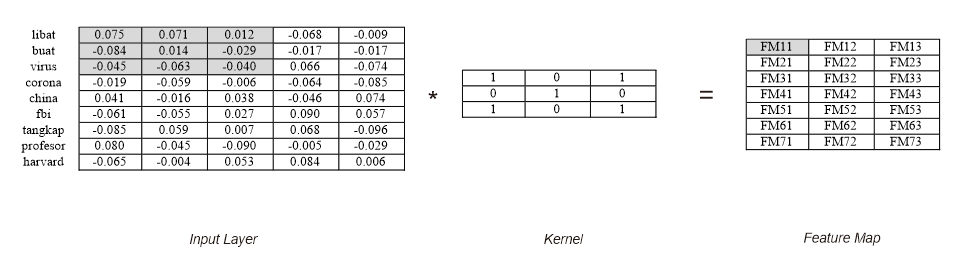 libat 0.075 0.071 0.012 -0.068 -0.009
buat -0.084 0.014 -0.029 -0.017 -0.017
virus -0.045 -0.063 -0.040 0.066 -0.074
corona -0.019 -0.059 -0.006 -0.064 -0.085
china 0.041 -0.016 0.038 -0.046 0.074
fbi -0.061 -0.055 0.027 0.090 0.057
tangkap -0.085 0.059 0.007 0.068 -0.096
profesor 0.080 -0.045 -0.090 -0.005 -0.029
harvard -0.065 -0.004 0.053 0.084 0.006
*
1 0 1
0 1 0
1 0 1
=
FM11 FM12 FM13
FM21 FM22 FM23
FM31 FM32 FM33
FM41 FM42 FM43
FM51 FM52 FM53
FM61 FM62 FM63
FM71 FM72 FM73
Input Layer
Kernel
Feature Map